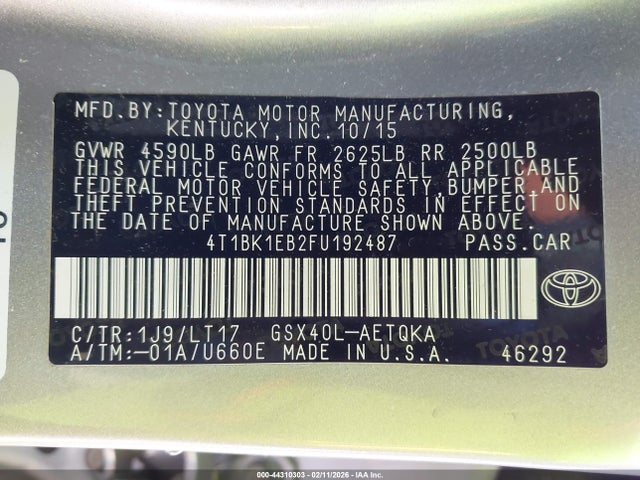 MFD.BY:TOYOTA MOTOR MANUFACTURING,
KENTUCKY,INC.10/15
GVWR 4590LB GAWR FR 2625LB RR 2500LB
THIS VEHICLE CONFORMS TO ALL APPLICABLE
FEDERAL MOTOR VEHICLE SAFETY,BUMPER,AND
THEFT PREVENTION STANDARDS IN EFFECT ON
THE DATE OF MANUFACTURE SHOWN ABOVE.
4T1BK1EB2FU192487 PASS.CAR
C/TR:1J9/LT17 GSX40L-AETQKA
A/TM:-01A/U660E MADE IN U.S.A. 46292
000-44310303 - 02/11/2026 - IAAI